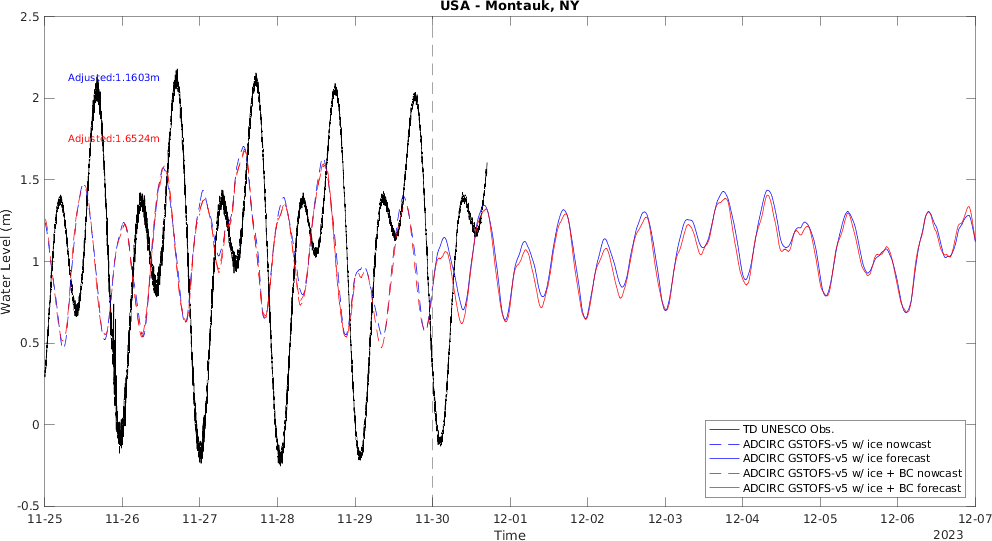 USA - Montauk, NY
2.5
2
1.5
1
0.5
0
-0.5
Water Level (m)
Adjusted:1.1603m
Adjusted:1.6524m
TD UNESCO Obs.
ADCIRC GSTOFS-v5 w/ ice nowcast
ADCIRC GSTOFS-v5 w/ ice forecast
ADCIRC GSTOFS-v5 w/ ice + BC nowcast
ADCIRC GSTOFS-v5 w/ ice + BC forecast
11-25 11-26 11-27 11-28 11-29 11-30 12-01 12-02 12-03 12-04 12-05 12-06 12-07
Time
2023